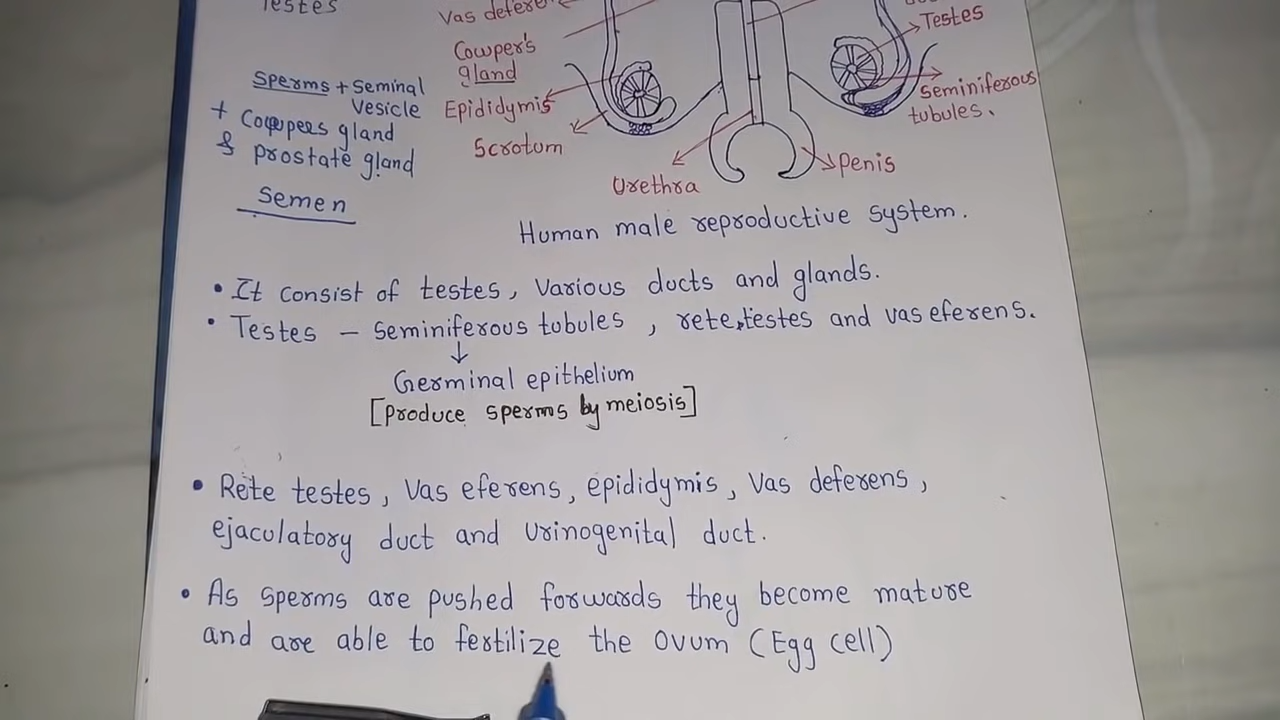 Testes
Vas deferen
Testes
Cowper's
gland
Sperms + Seminal
Vesicle
+ Cowpers gland
& prostate gland
Semen
Epididymis
Scrotum
Seminiferous
tubules.
Urethra
Penis
Human male reproductive system.
• It consist of testes, Various ducts and glands.
• Testes – Seminiferous tubules, rete testes and vas eferens.
↓
Germinal epithelium
[Produce sperms by meiosis]
• Rete testes, Vas eferens, epididymis, Vas deferens,
ejaculatory duct and Urinogenital duct.
• As sperms are pushed forwards they become mature
and are able to fertilize the ovum (Egg cell)